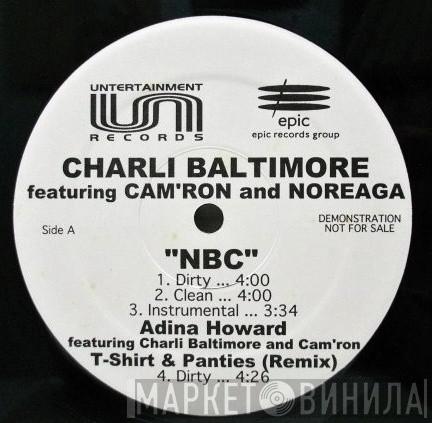 UNTERTAINMENT
un
RECORDS
epic
epic records group
CHARLI BALTIMORE
featuring CAM'RON and NOREAGA
Side A
DEMONSTRATION
NOT FOR SALE
"NBC"
1. Dirty ... 4:00
2. Clean ... 4:00
3. Instrumental ... 3:34
Adina Howard
featuring Charli Baltimore and Cam'ron
T-Shirt & Panties (Remix)
4. Dirty ... 4:26
МАРКЕТ ВИНИЛА